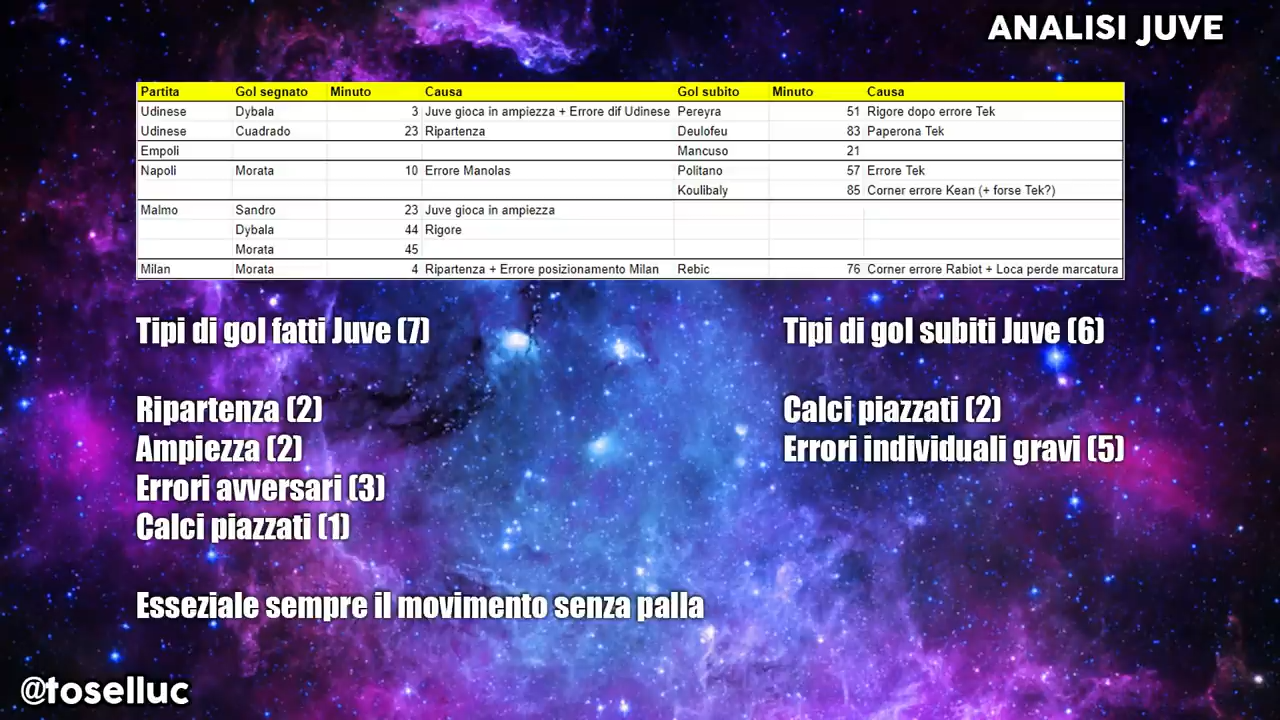 ANALISI JUVE
Partita Gol segnato Minuto Causa Gol subito Minuto Causa
Udinese Dybala 3 Juve gioca in ampiezza + Errore dif Udinese Pereyra 51 Rigore dopo errore Tek
Udinese Cuadrado 23 Ripartenza Deulofeu 83 Paperona Tek
Empoli Mancuso 21
Napoli Morata 10 Errore Manolas Politano 57 Errore Tek
Koulibaly 85 Corner errore Kean (+ forse Tek?)
Malmo Sandro 23 Juve gioca in ampiezza
Dybala 44 Rigore
Morata 45
Milan Morata 4 Ripartenza + Errore posizionamento Milan Rebic 76 Corner errore Rabiot + Loca perde marcatura
Tipi di gol fatti Juve (7)
Ripartenza (2)
Ampiezza (2)
Errori avversari (3)
Calci piazzati (1)
Esseziale sempre il movimento senza palla
Tipi di gol subiti Juve (6)
Calci piazzati (2)
Errori individuali gravi (5)
@toselluc